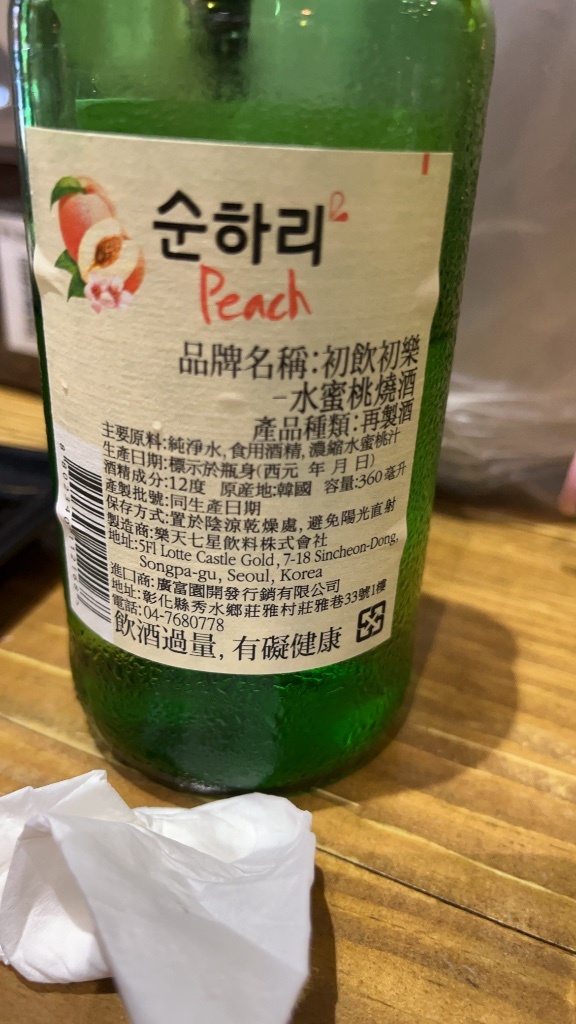 순하리
Peach
品牌名稱:初飲初樂
-水蜜桃燒酒
產品種類:再製酒
主要原料:純淨水,食用酒精,濃縮水蜜桃汁
生產日期:標示於瓶身(西元 年 月 日)
酒精成分:12度 原產地:韓國 容量:360毫升
產製批號:同生產日期
保存方式:置於陰涼乾燥處,避免陽光直射
製造商:樂天七星飲料株式會社
地址:5Fl Lotte Castle Gold, 7-18 Sincheon-Dong,
Songpa-gu, Seoul, Korea
進口商:廣富園開發行銷有限公司
地址:彰化縣秀水鄉莊雅村莊雅巷33號1樓
電話:04-7680778
飲酒過量,有礙健康